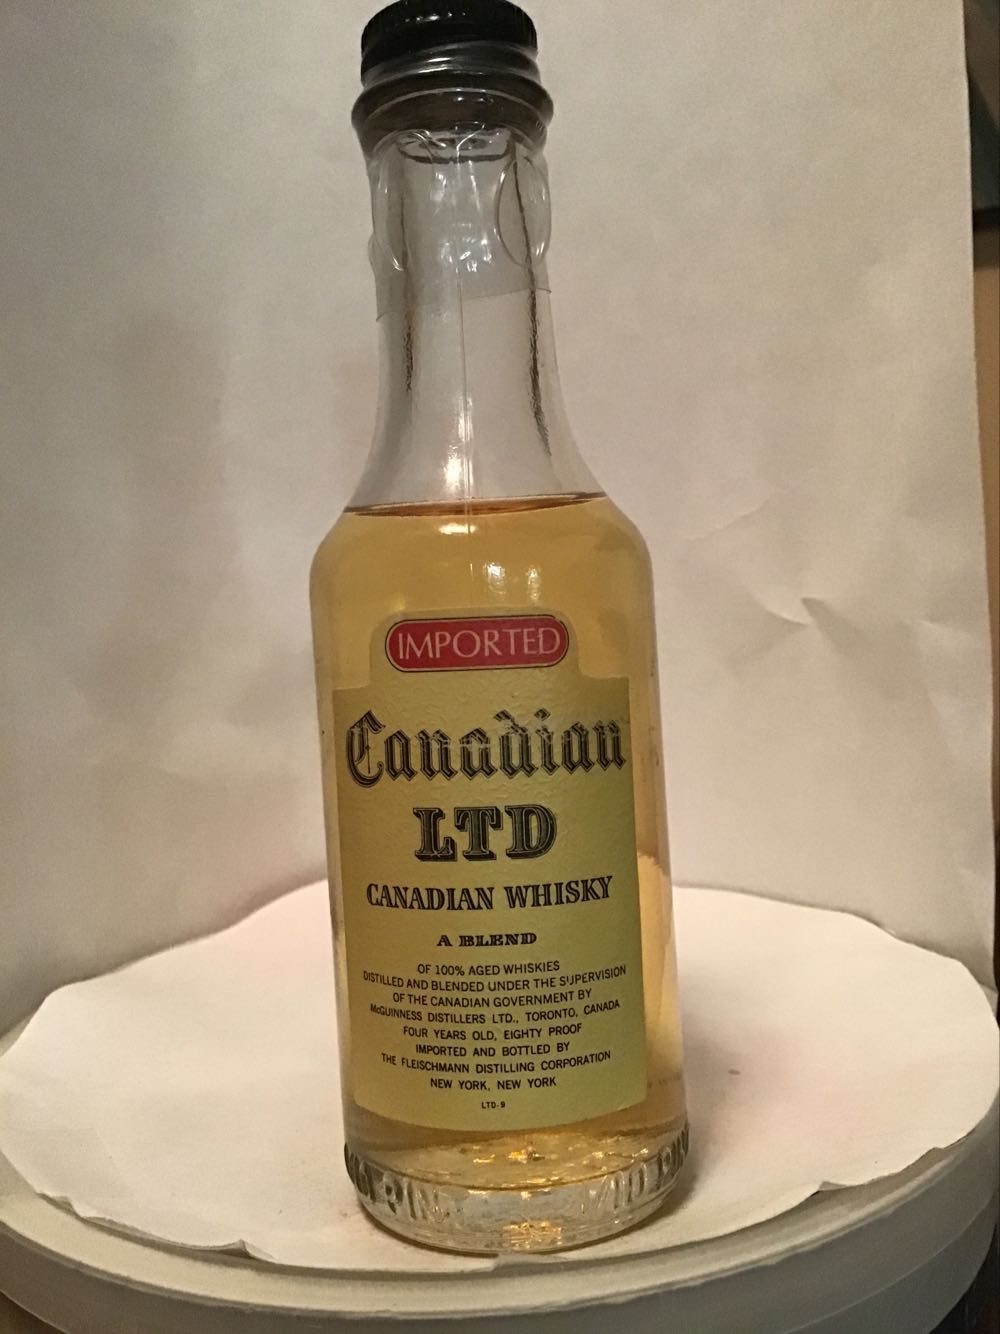 IMPORTED
Canadian
LTD
CANADIAN WHISKY
A BLEND
OF 100% AGED WHISKIES
DISTILLED AND BLENDED UNDER THE SUPERVISION
OF THE CANADIAN GOVERNMENT BY
McGUINNESS DISTILLERS LTD., TORONTO, CANADA
FOUR YEARS OLD, EIGHTY PROOF
IMPORTED AND BOTTLED BY
THE FLEISCHMANN DISTILLING CORPORATION
NEW YORK, NEW YORK
LTD-9